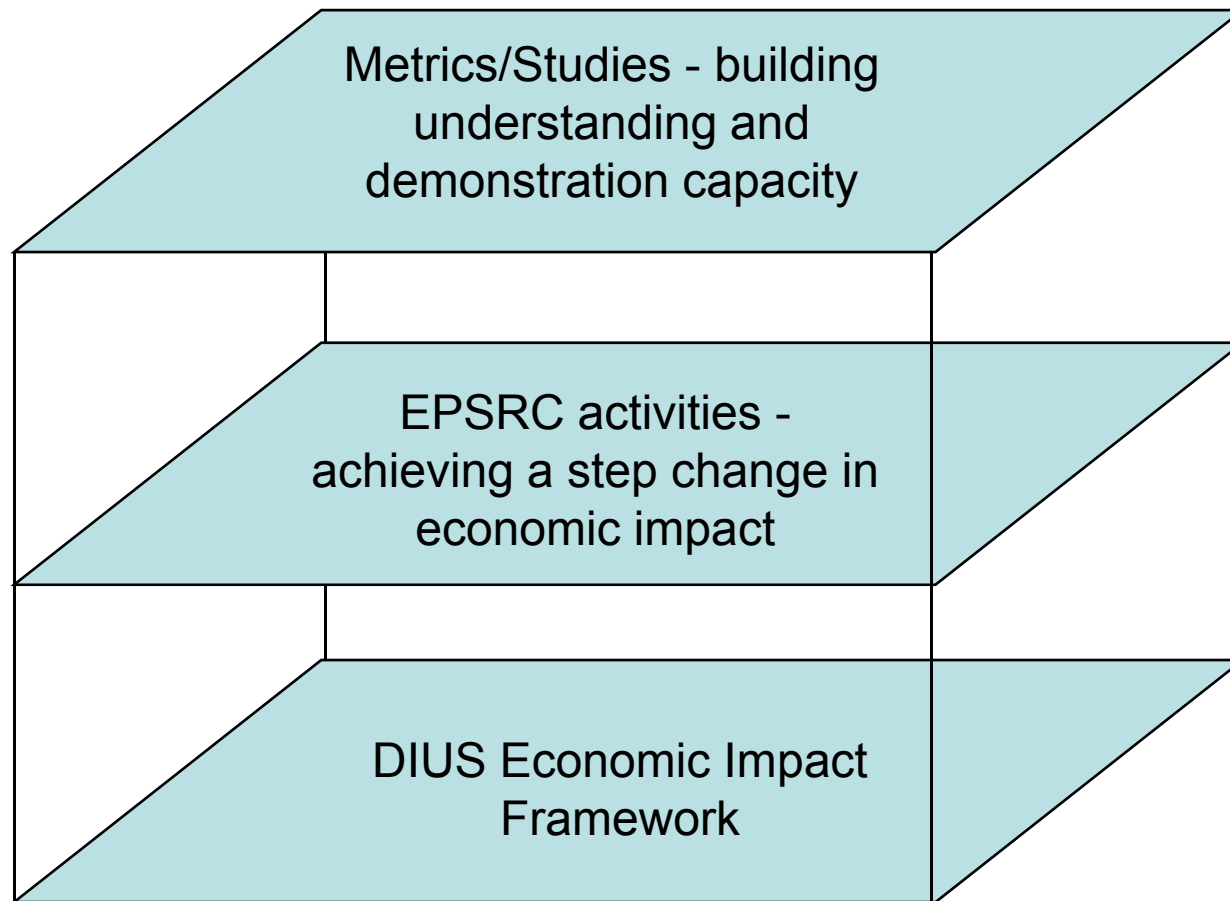 Metrics/Studies - building
understanding and
demonstration capacity
EPSRC activities -
achieving a step change in
economic impact
DIUS Economic Impact
Framework